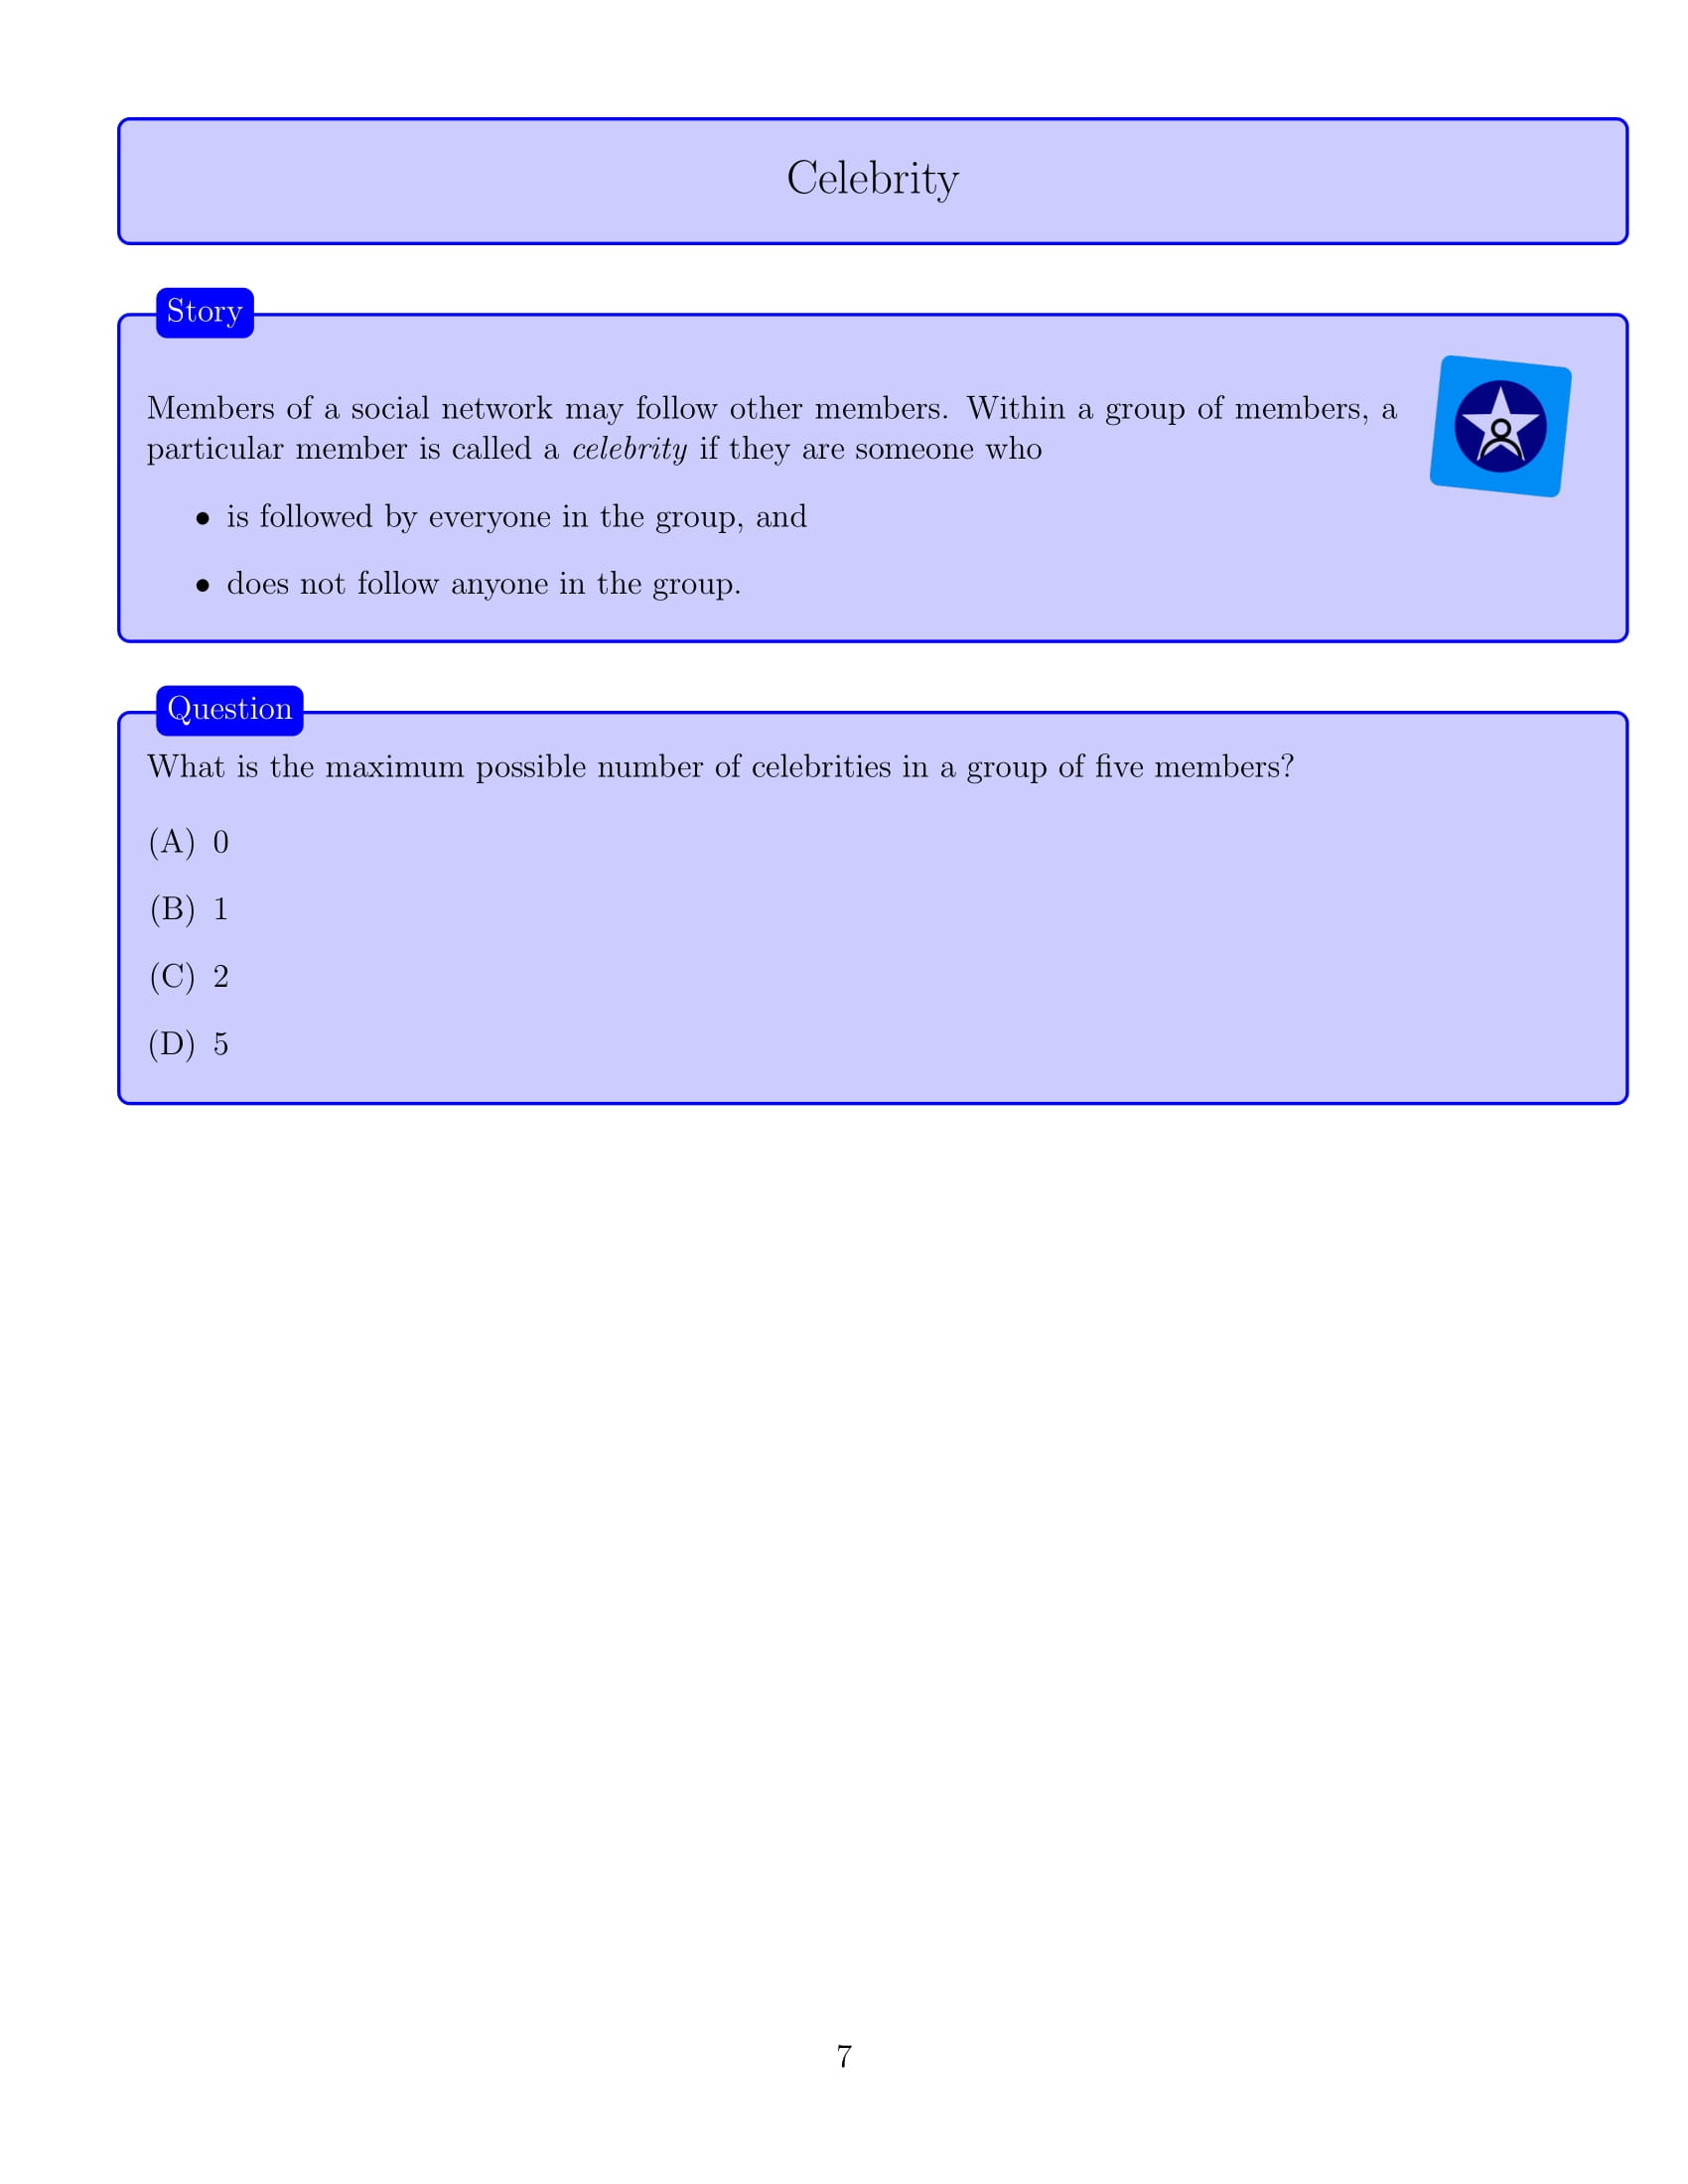 Celebrity
Story
Members of a social network may follow other members. Within a group of members, a
particular member is called a celebrity if they are someone who
• is followed by everyone in the group, and
• does not follow anyone in the group.
Question
What is the maximum possible number of celebrities in a group of five members?
(A) 0
(B) 1
(C) 2
(D) 5
7